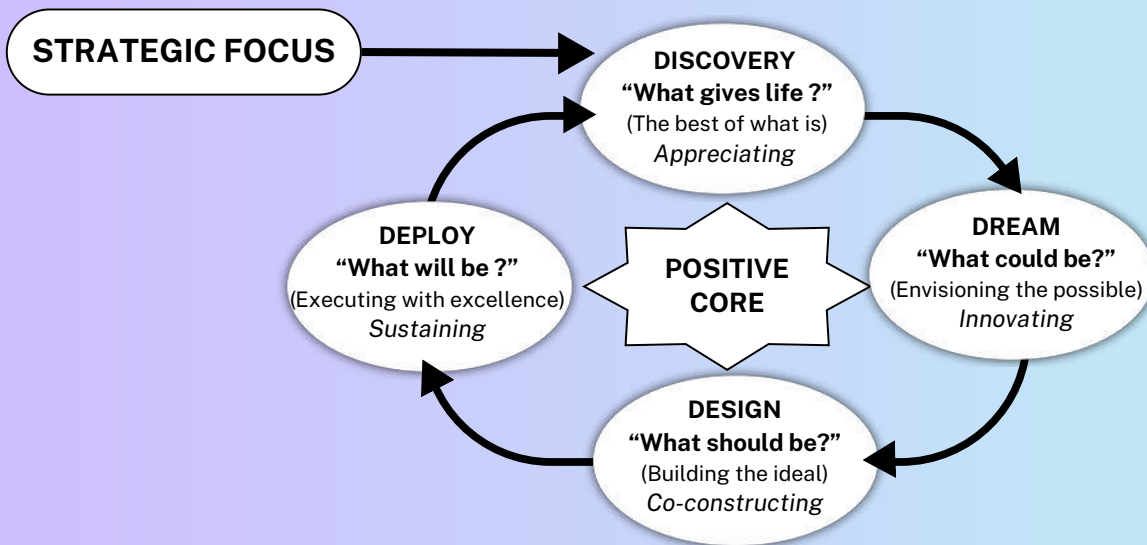 STRATEGIC FOCUS
DISCOVERY
“What gives life ?”
(The best of what is)
Appreciating
DREAM
“What could be?”
(Envisioning the possible)
Innovating
DESIGN
“What should be?”
(Building the ideal)
Co-constructing
DEPLOY
“What will be ?”
(Executing with excellence)
Sustaining
POSITIVE
CORE